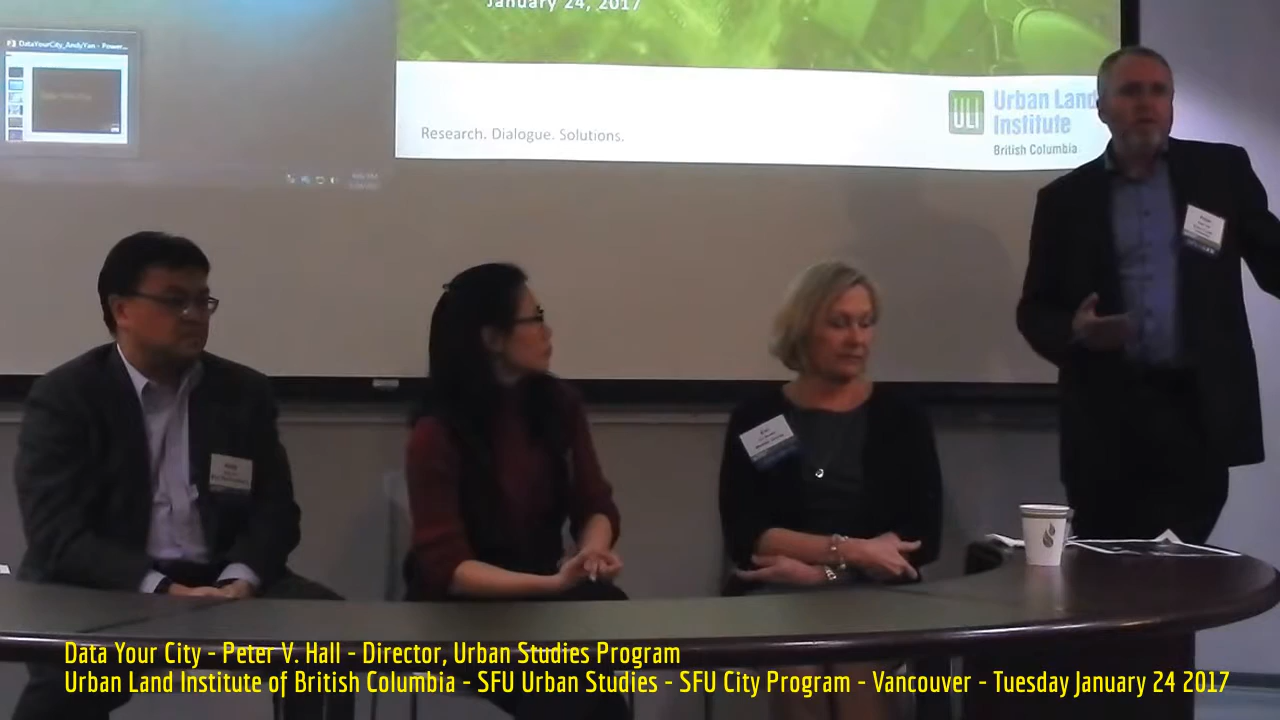 January 24, 2017
DataYourCity_AndyYan - Power...
ULI
Urban Land
Institute
British Columbia
Research. Dialogue. Solutions.
Data Your City - Peter V. Hall - Director, Urban Studies Program
Urban Land Institute of British Columbia - SFU Urban Studies - SFU City Program - Vancouver - Tuesday January 24 2017